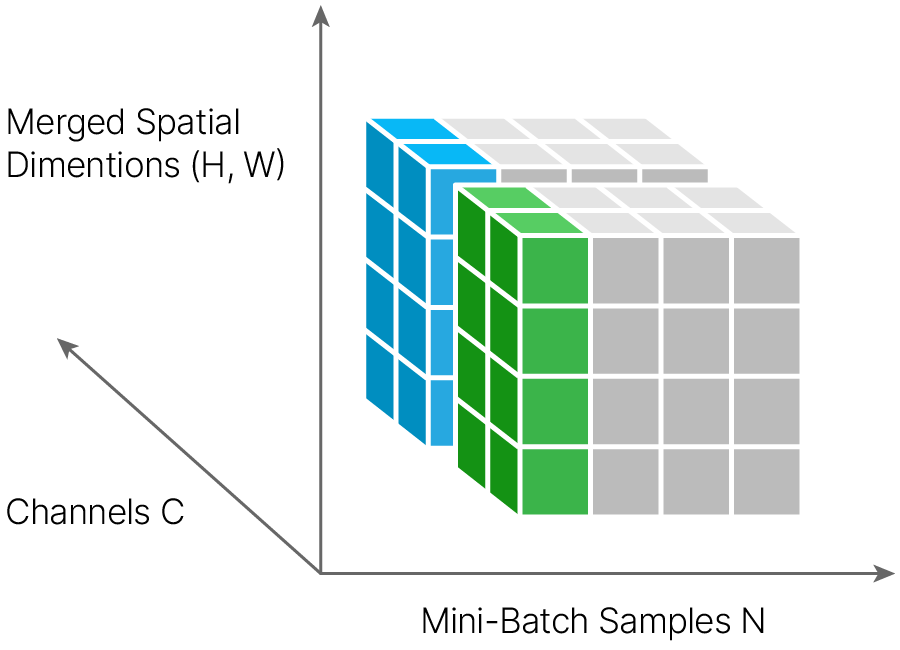 Merged Spatial
Dimentions (H, W)
Channels C
Mini-Batch Samples N